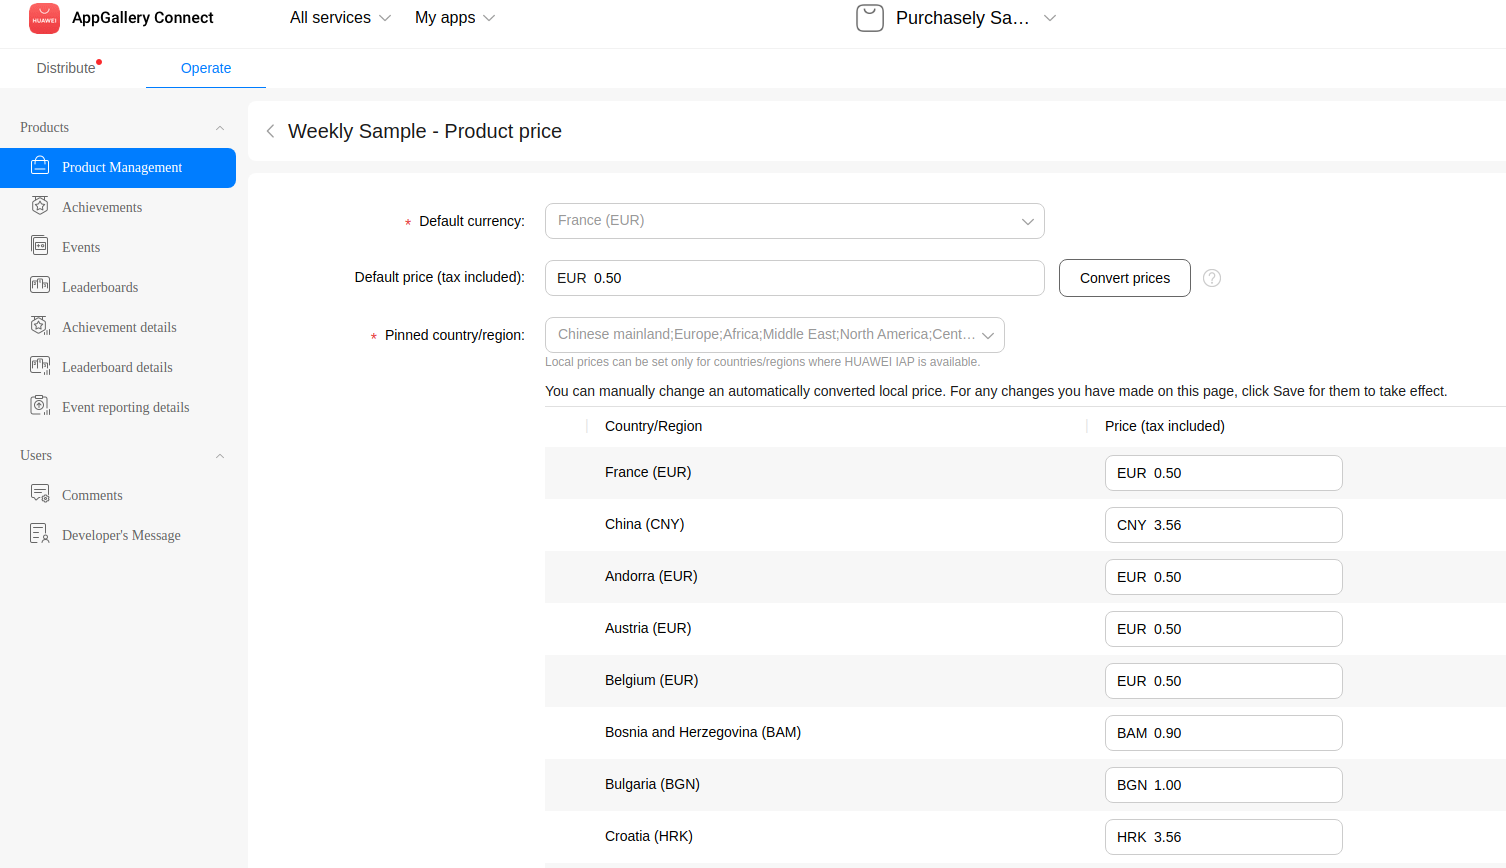 HUAWEI AppGallery Connect All services My apps Purchasely Sa...
Distribute Operate
Products
Product Management
Achievements
Events
Leaderboards
Achievement details
Leaderboard details
Event reporting details
Users
Comments
Developer's Message
Weekly Sample - Product price
* Default currency: France (EUR)
Default price (tax included): EUR 0.50 Convert prices ?
* Pinned country/region: Chinese mainland;Europe;Africa;Middle East;North America;Cent...
Local prices can be set only for countries/regions where HUAWEI IAP is available.
You can manually change an automatically converted local price. For any changes you have made on this page, click Save for them to take effect.
Country/Region Price (tax included)
France (EUR) EUR 0.50
China (CNY) CNY 3.56
Andorra (EUR) EUR 0.50
Austria (EUR) EUR 0.50
Belgium (EUR) EUR 0.50
Bosnia and Herzegovina (BAM) BAM 0.90
Bulgaria (BGN) BGN 1.00
Croatia (HRK) HRK 3.56